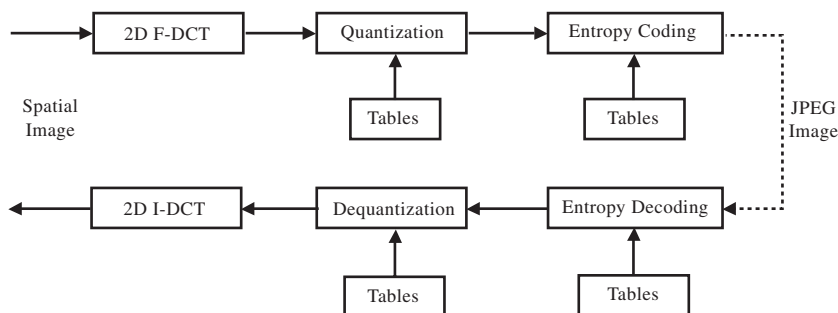 2D F-DCT
Quantization
Entropy Coding
Tables
Tables
Spatial
Image
JPEG
Image
2D I-DCT
Dequantization
Entropy Decoding
Tables
Tables